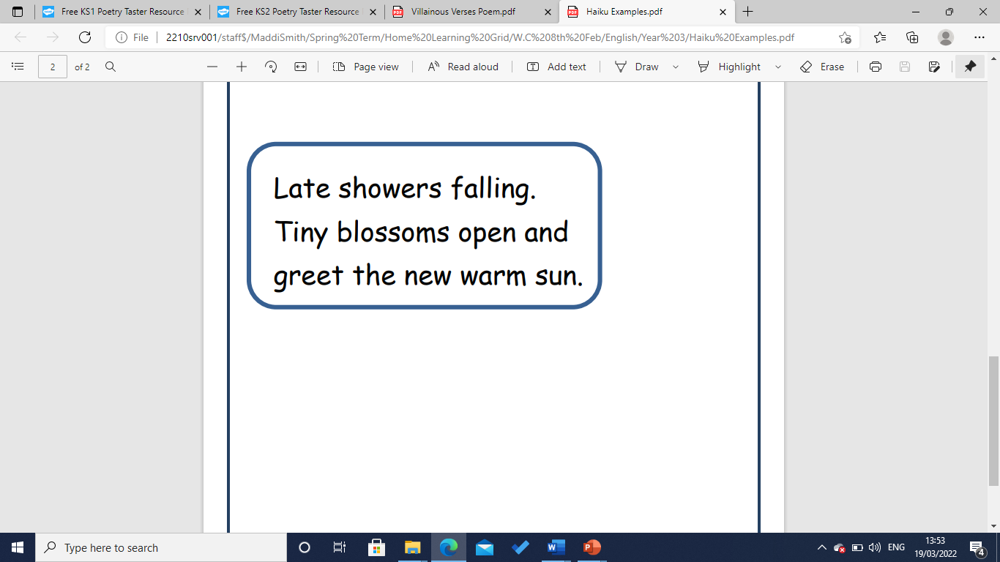 Free KS1 Poetry Taster Resource
Free KS2 Poetry Taster Resource
Villainous Verses Poem.pdf
Haiku Examples.pdf
File
2210srv001/staff$/MaddiSmith/Spring%20Term/Home%20Learning%20Grid/W.C%208th%20Feb/English/Year%203/Haiku%20Examples.pdf
2 of 2
Page view
Read aloud
Add text
Draw
Highlight
Erase
Late showers falling.
Tiny blossoms open and
greet the new warm sun.
Type here to search
ENG
13:53
19/03/2022
4